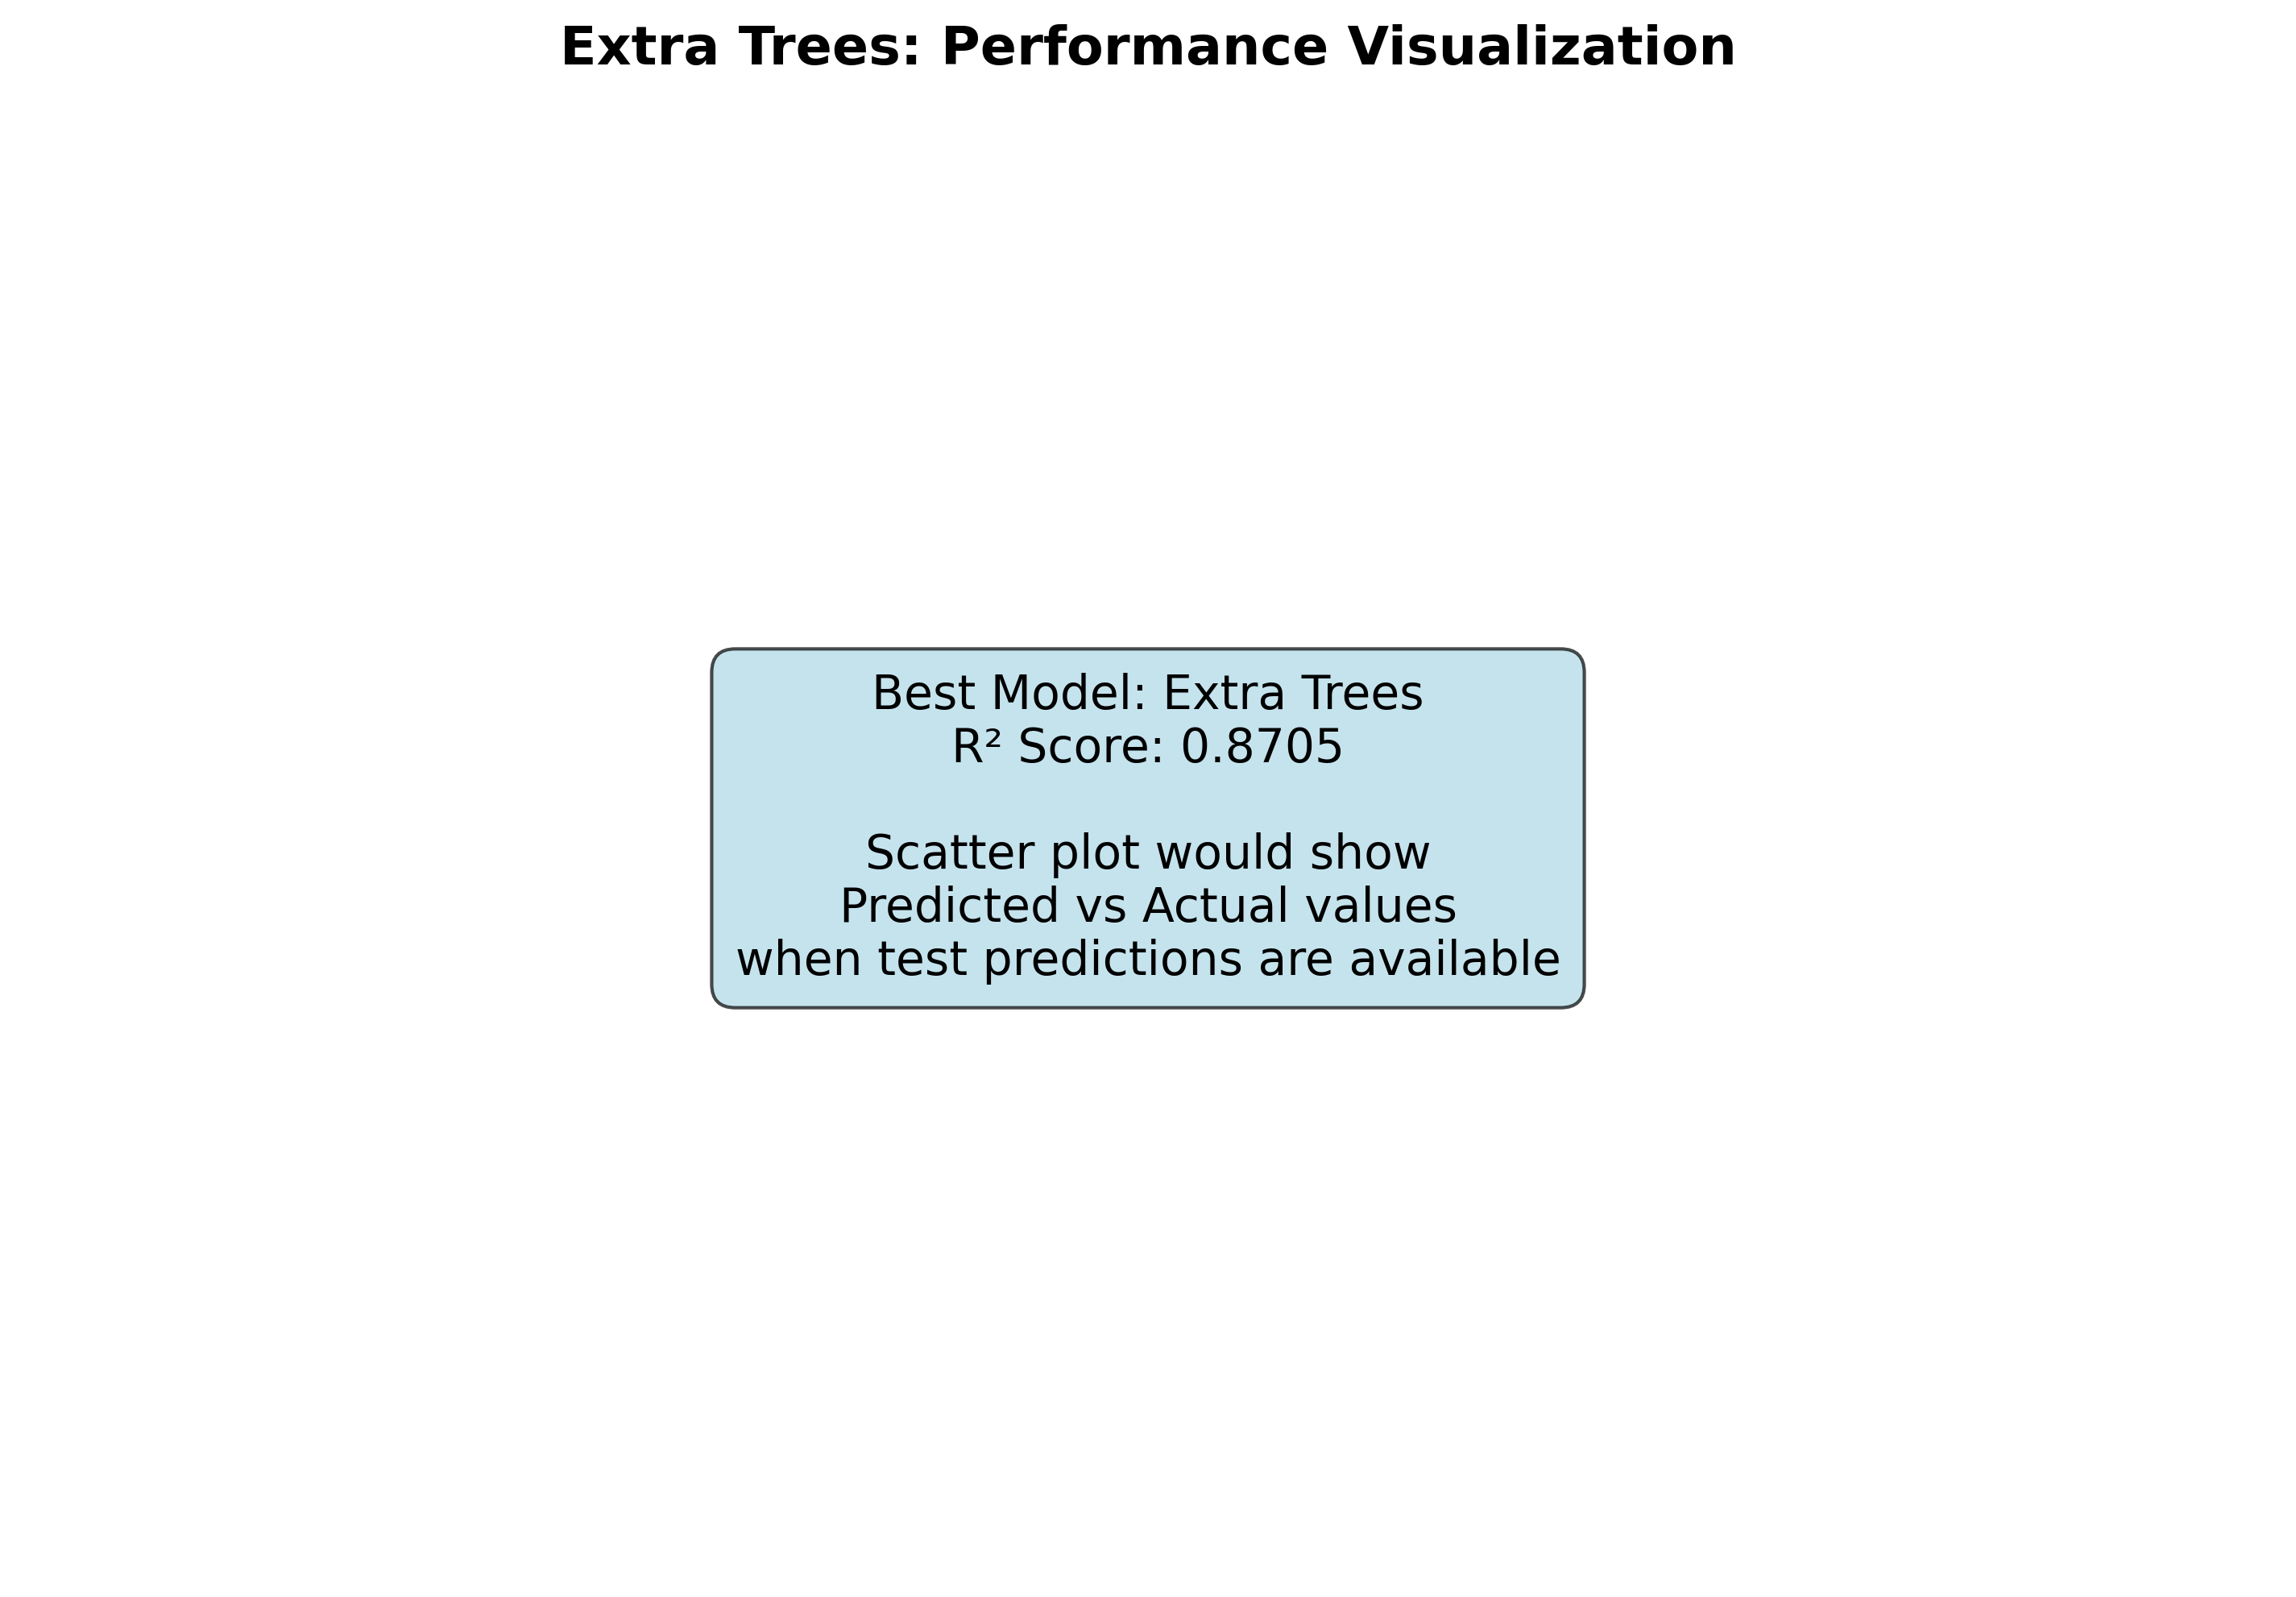 Extra Trees: Performance Visualization
Best Model: Extra Trees
R² Score: 0.8705
Scatter plot would show
Predicted vs Actual values
when test predictions are available